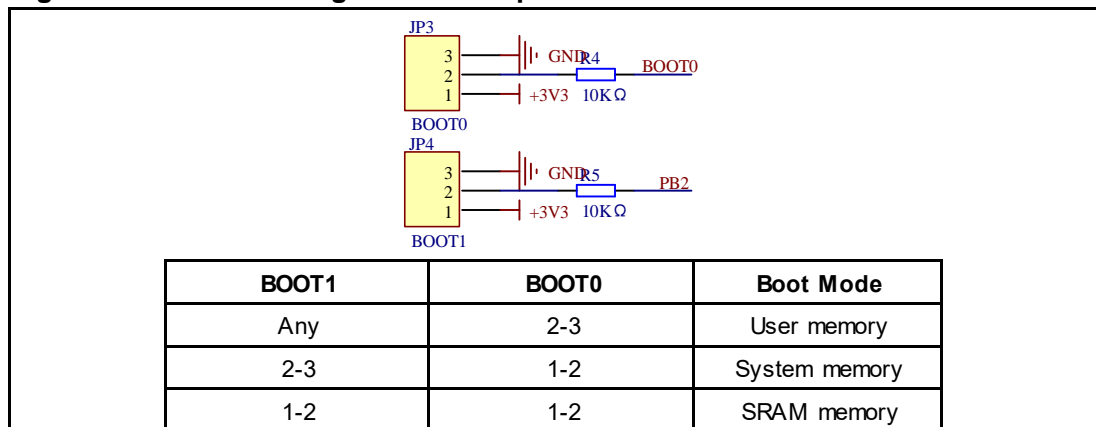 JP3
3 GND R4 BOOT0
2
1 +3V3 10KΩ
BOOT0
JP4
3 GND R5 PB2
2
1 +3V3 10KΩ
BOOT1
BOOT1 BOOT0 Boot Mode
Any 2-3 User memory
2-3 1-2 System memory
1-2 1-2 SRAM memory